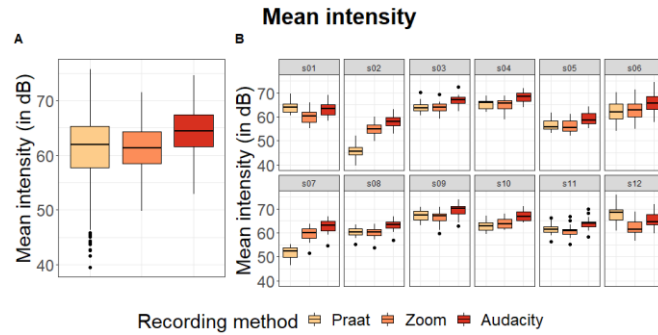 Mean intensity
A
B
Mean intensity (in dB)
70
60
50
40
Mean intensity (in dB)
s01 s02 s03 s04 s05 s06
70
60
50
40
s07 s08 s09 s10 s11 s12
70
60
50
40
Recording method Praat Zoom Audacity